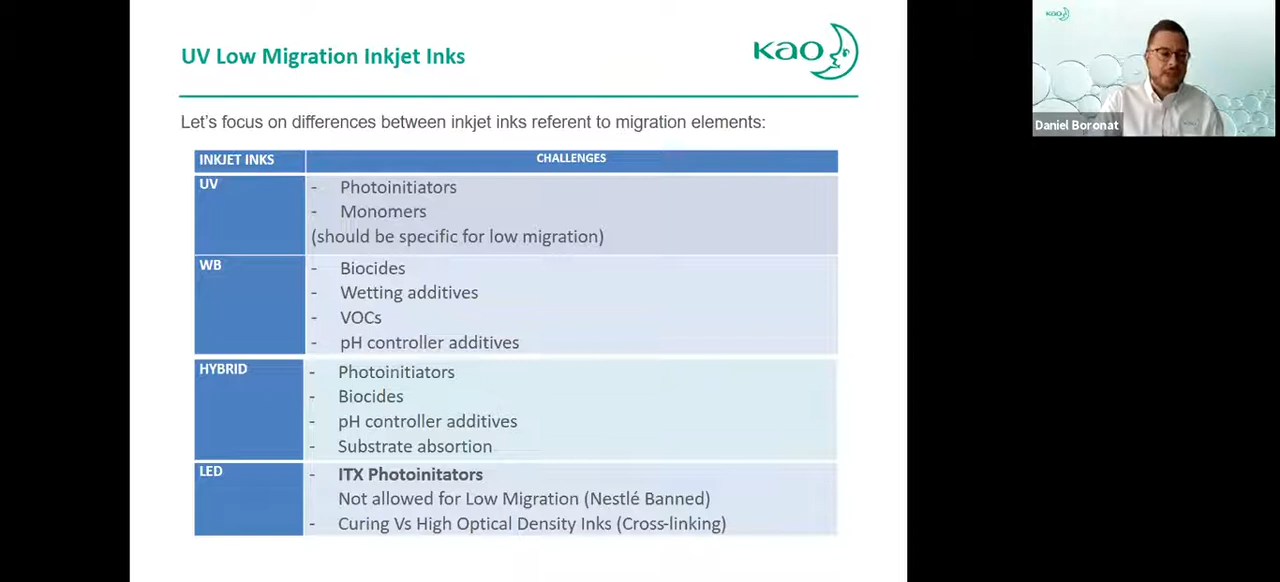 UV Low Migration Inkjet Inks
kao
kao
Daniel Boronat
Let's focus on differences between inkjet inks referent to migration elements:
INKJET INKS CHALLENGES
UV
- Photoinitiators
- Monomers
(should be specific for low migration)
WB
- Biocides
- Wetting additives
- VOCs
- pH controller additives
HYBRID
- Photoinitiators
- Biocides
- pH controller additives
- Substrate absortion
LED
- ITX Photoinitators
Not allowed for Low Migration (Nestlé Banned)
- Curing Vs High Optical Density Inks (Cross-linking)